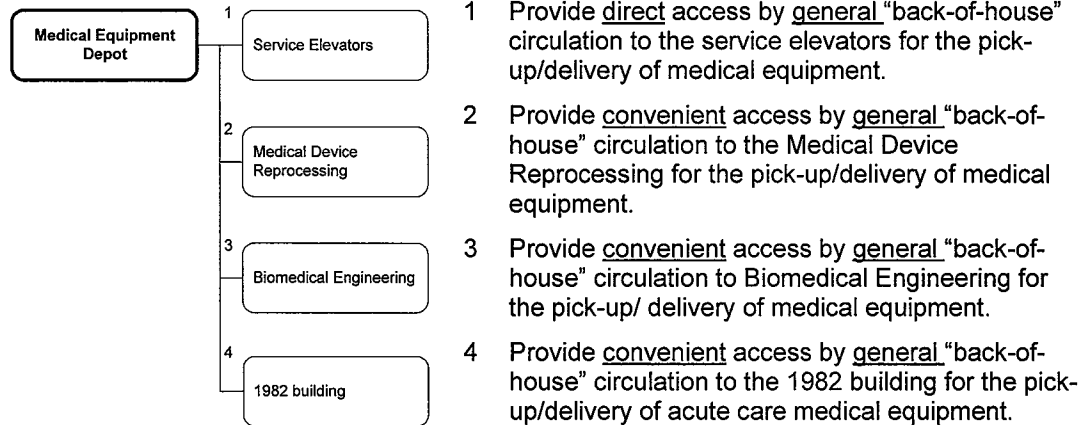 Medical Equipment
Depot
1
Service Elevators
2
Medical Device
Reprocessing
3
Biomedical Engineering
4
1982 building
1 Provide direct access by general “back-of-house”
circulation to the service elevators for the pick-
up/delivery of medical equipment.
2 Provide convenient access by general “back-of-
house” circulation to the Medical Device
Reprocessing for the pick-up/delivery of medical
equipment.
3 Provide convenient access by general “back-of-
house” circulation to Biomedical Engineering for
the pick-up/ delivery of medical equipment.
4 Provide convenient access by general “back-of-
house” circulation to the 1982 building for the pick-
up/delivery of acute care medical equipment.